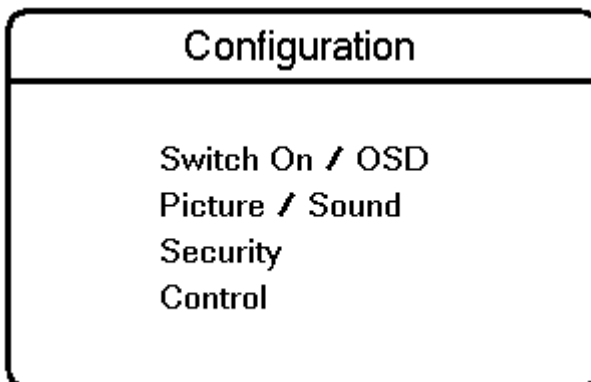 Configuration
Switch On / OSD
Picture / Sound
Security
Control